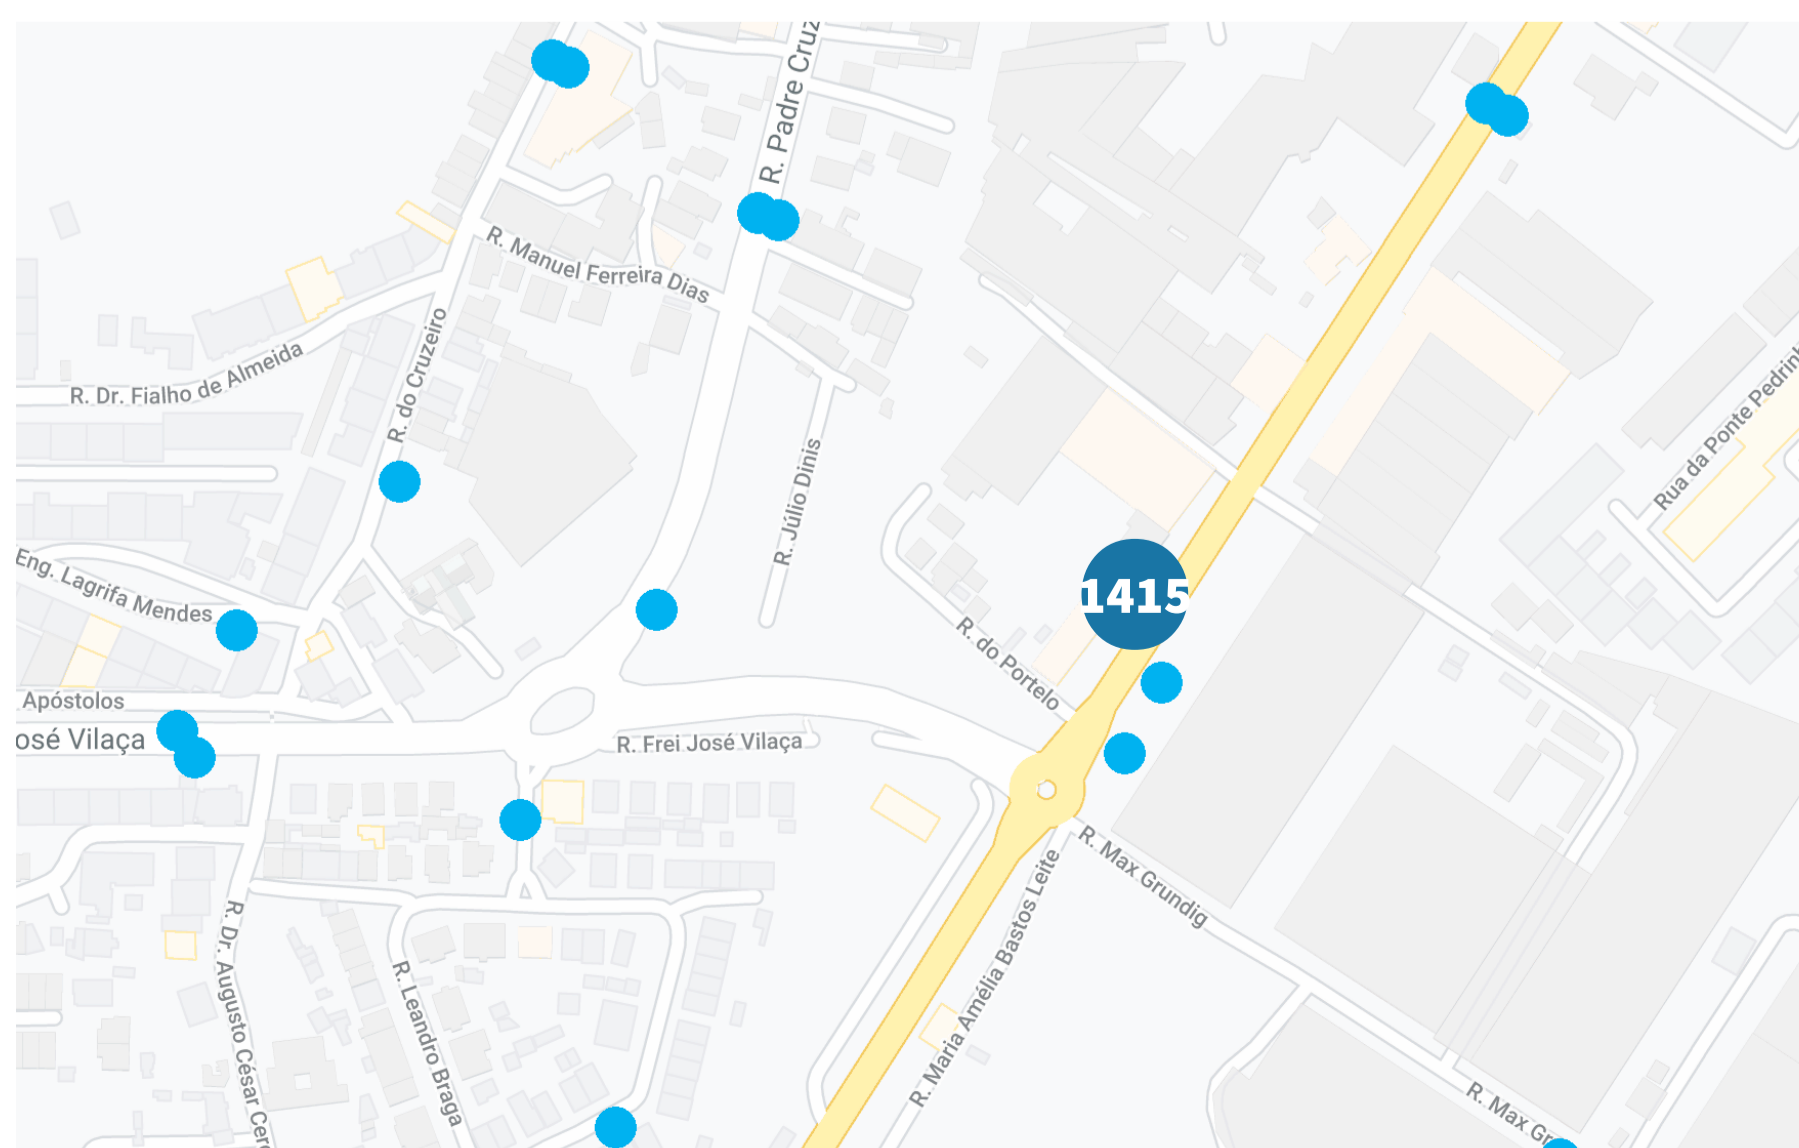 R. Padre Cruz
R. Manuel Ferreira Dias
R. do Cruzeiro
R. Dr. Fialho de Almeida
Rua da Ponte Pedrinh
R. Júlio Dinis
Eng. Lagrifa Mendes
1415
R. do Portelo
Apóstolos
osé Vilaça
R. Frei José Vilaça
R. Max Grundig
R. Maria Amélia Bastos Leite
R. Dr. Augusto César Cer
R. Leandro Braga
R. Max Gr